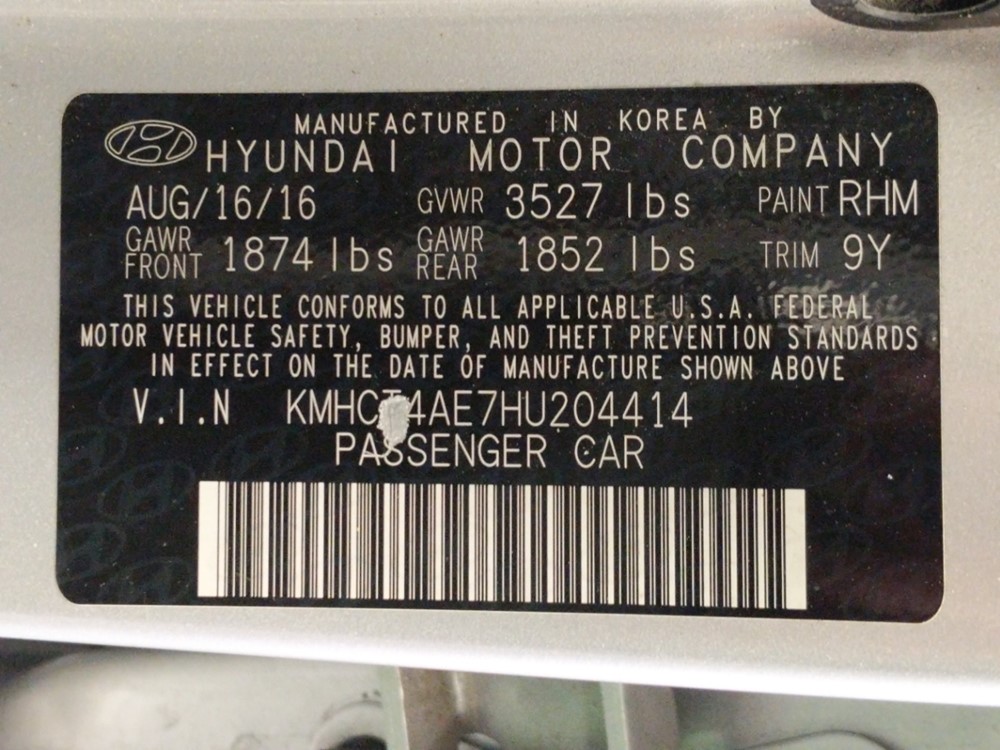 MANUFACTURED IN KOREA BY
HYUNDAI MOTOR COMPANY
AUG/16/16 GVWR 3527 lbs PAINT RHM
GAWR FRONT 1874 lbs GAWR REAR 1852 lbs TRIM 9Y
THIS VEHICLE CONFORMS TO ALL APPLICABLE U.S.A. FEDERAL
MOTOR VEHICLE SAFETY, BUMPER, AND THEFT PREVENTION STANDARDS
IN EFFECT ON THE DATE OF MANUFACTURE SHOWN ABOVE
V.I.N KMHCT4AE7HU204414
PASSENGER CAR